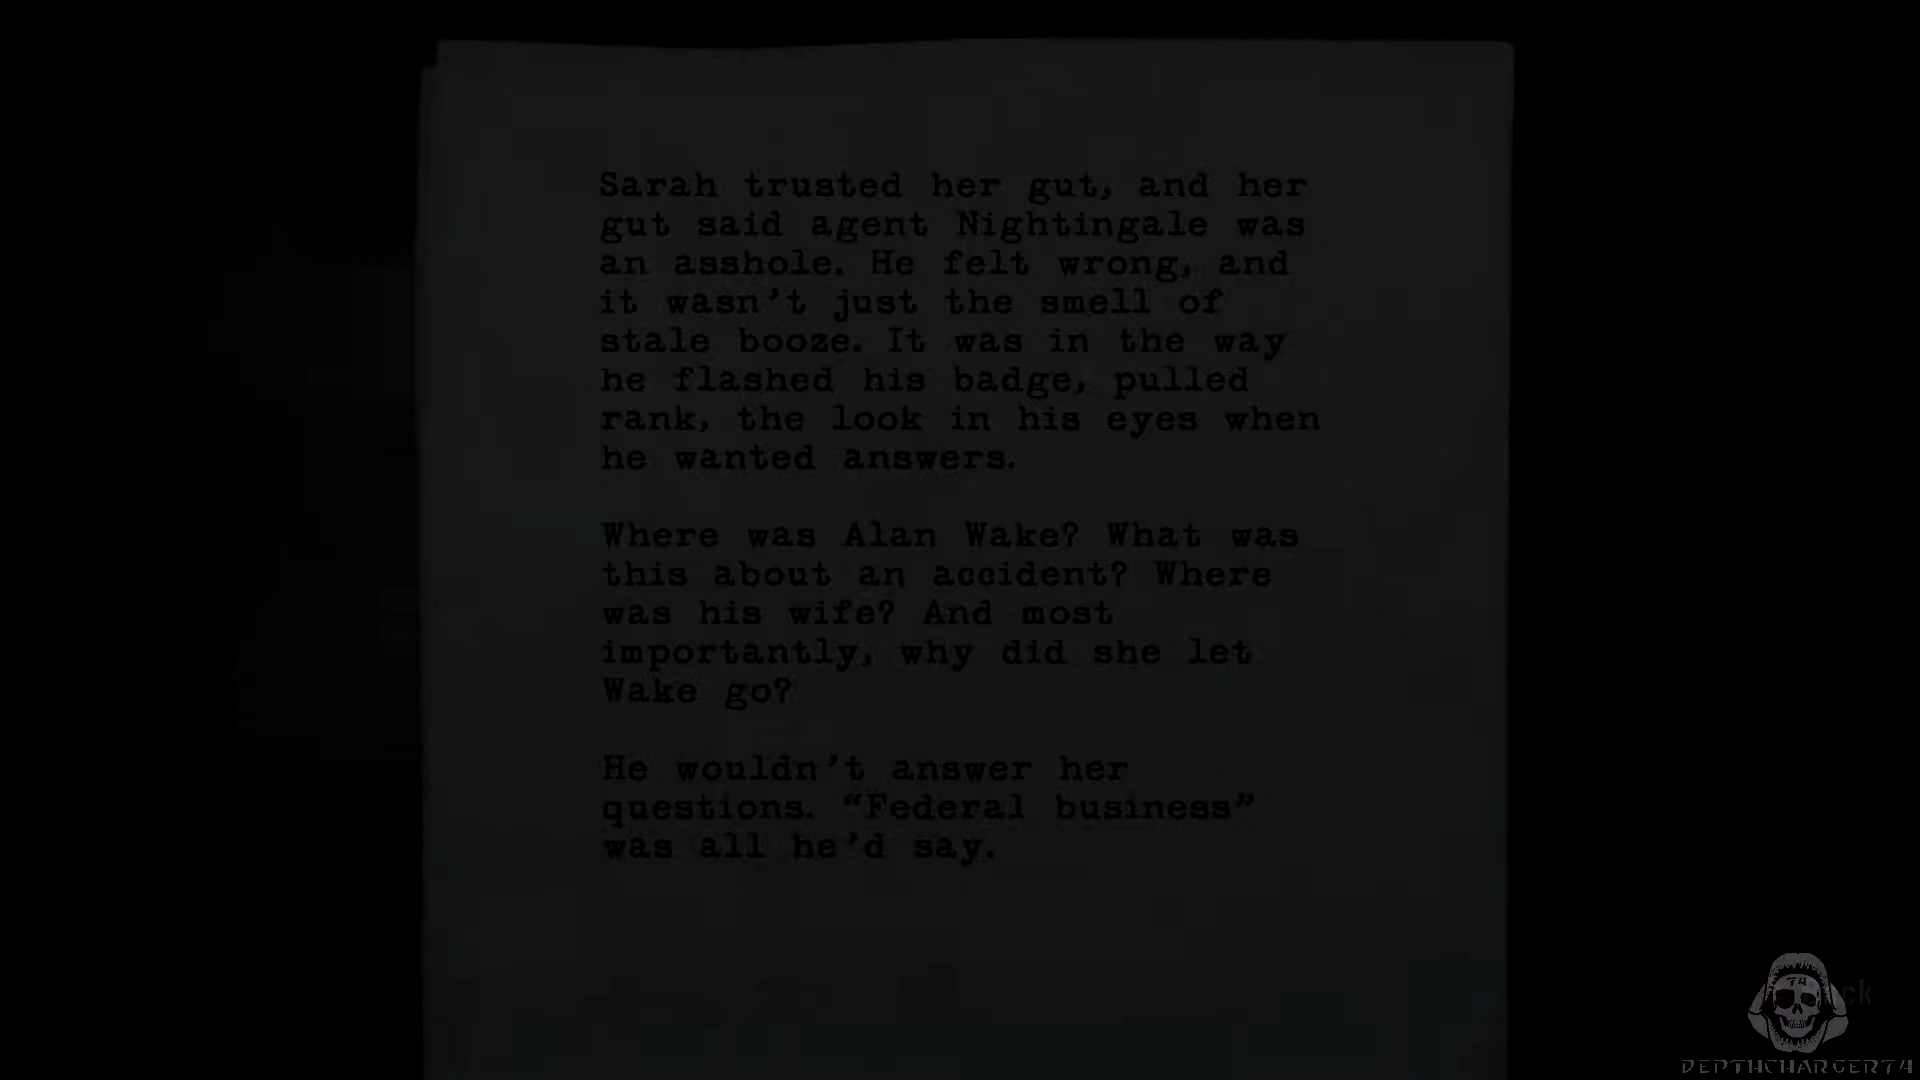 Sarah trusted her gut, and her
gut said agent Nightingale was
an asshole. He felt wrong, and
it wasn't just the smell of
stale booze. It was in the way
he flashed his badge, pulled
rank, the look in his eyes when
he wanted answers.
Where was Alan Wake? What was
this about an accident? Where
was his wife? And most
importantly, why did she let
Wake go?
He wouldn't answer her
questions. “Federal business”
was all he'd say.
74
DEPTHCHARGER74